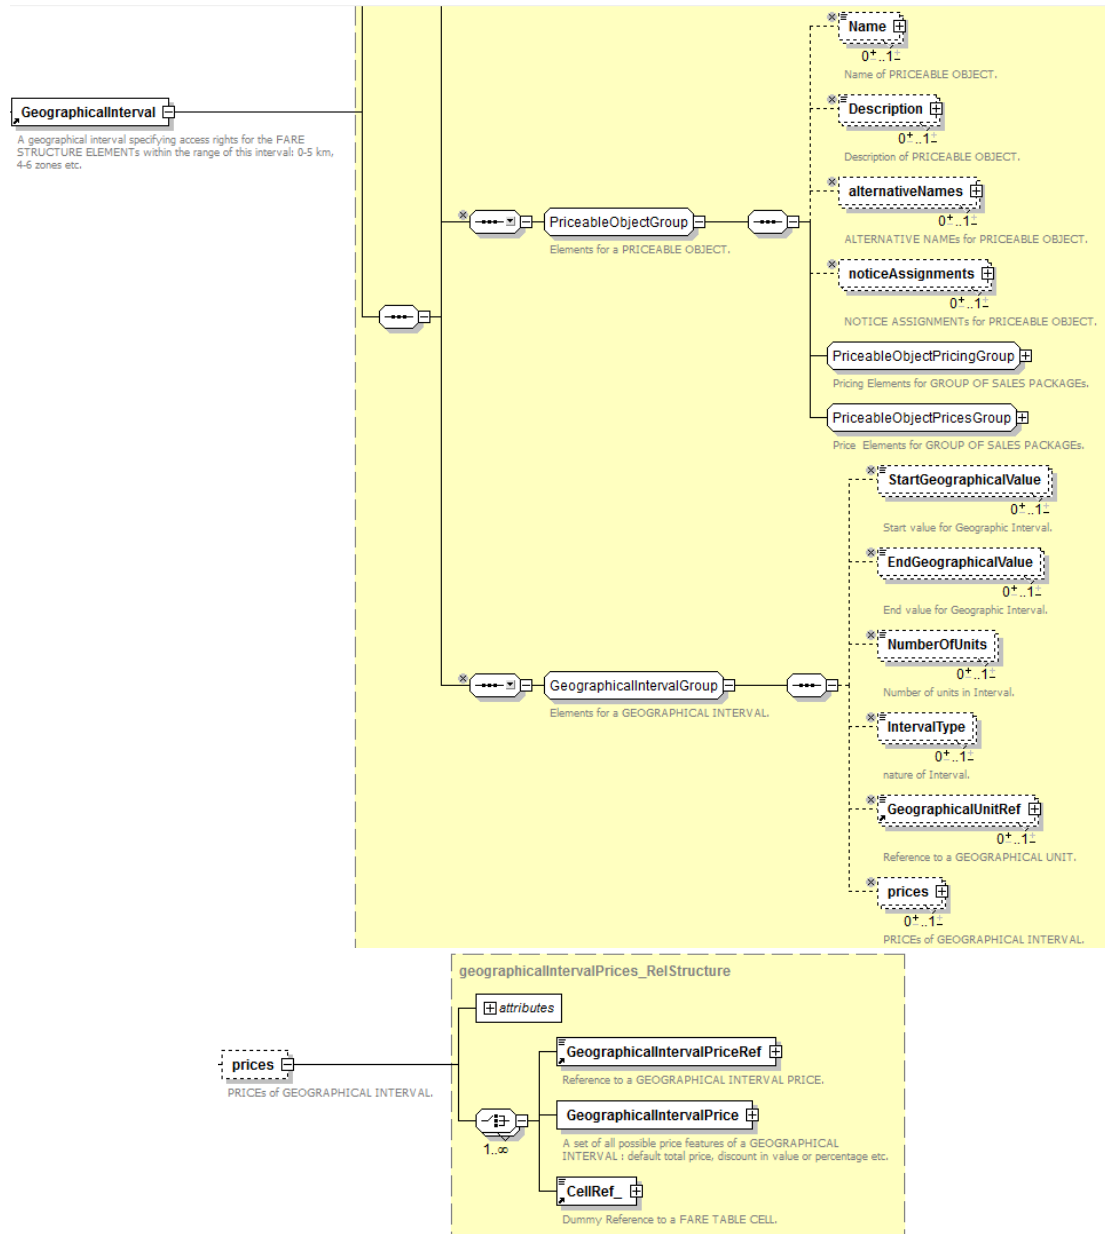 Name
0+..1
Name of PRICEABLE OBJECT.
GeographicalInterval
A geographical interval specifying access rights for the FARE
STRUCTURE ELEMENTs within the range of this interval: 0-5 km,
4-6 zones etc.
Description
0+..1
Description of PRICEABLE OBJECT.
alternativeNames
0+..1
ALTERNATIVE NAMEs for PRICEABLE OBJECT.
PriceableObjectGroup
Elements for a PRICEABLE OBJECT.
noticeAssignments
0+..1
NOTICE ASSIGNMENTs for PRICEABLE OBJECT.
PriceableObjectPricingGroup
Pricing Elements for GROUP OF SALES PACKAGEs.
PriceableObjectPricesGroup
Price Elements for GROUP OF SALES PACKAGEs.
StartGeographicalValue
0+..1
Start value for Geographic Interval.
EndGeographicalValue
0+..1
End value for Geographic Interval.
NumberOfUnits
0+..1
Number of units in Interval.
GeographicalIntervalGroup
Elements for a GEOGRAPHICAL INTERVAL.
IntervalType
0+..1
nature of Interval.
GeographicalUnitRef
0+..1
Reference to a GEOGRAPHICAL UNIT.
prices
0+..1
PRICEs of GEOGRAPHICAL INTERVAL.
geographicalIntervalPrices_RelStructure
attributes
prices
PRICEs of GEOGRAPHICAL INTERVAL.
GeographicalIntervalPriceRef
Reference to a GEOGRAPHICAL INTERVAL PRICE.
1..∞
GeographicalIntervalPrice
A set of all possible price features of a GEOGRAPHICAL
INTERVAL : default total price, discount in value or percentage etc.
CellRef_
Dummy Reference to a FARE TABLE CELL.